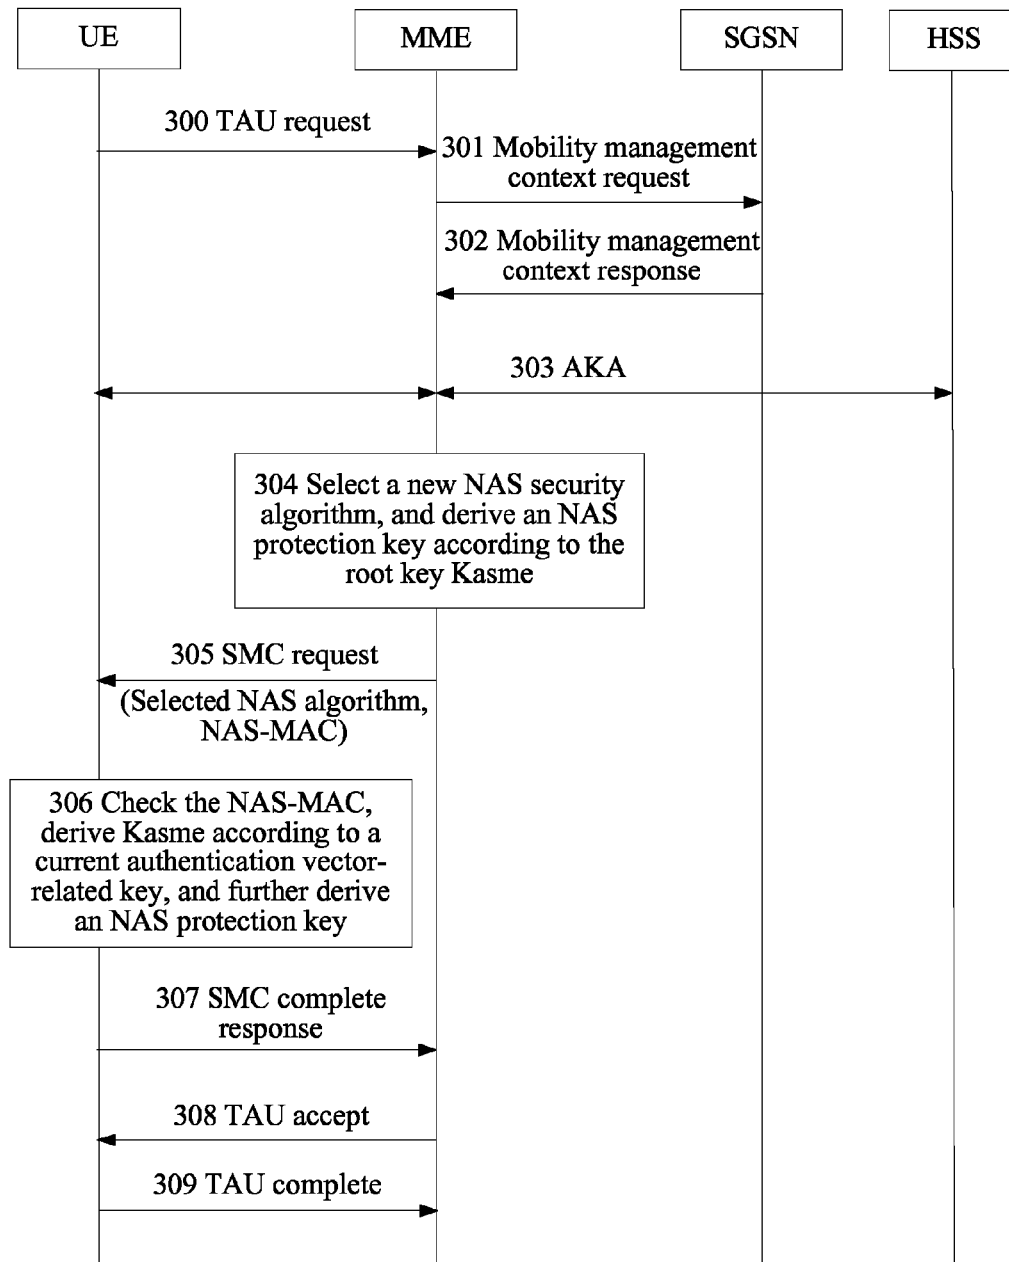 UE
MME
SGSN
HSS
300 TAU request
301 Mobility management
context request
302 Mobility management
context response
303 AKA
304 Select a new NAS security
algorithm, and derive an NAS
protection key according to the
root key Kasme
305 SMC request
(Selected NAS algorithm,
NAS-MAC)
306 Check the NAS-MAC,
derive Kasme according to a
current authentication vector-
related key, and further derive
an NAS protection key
307 SMC complete
response
308 TAU accept
309 TAU complete